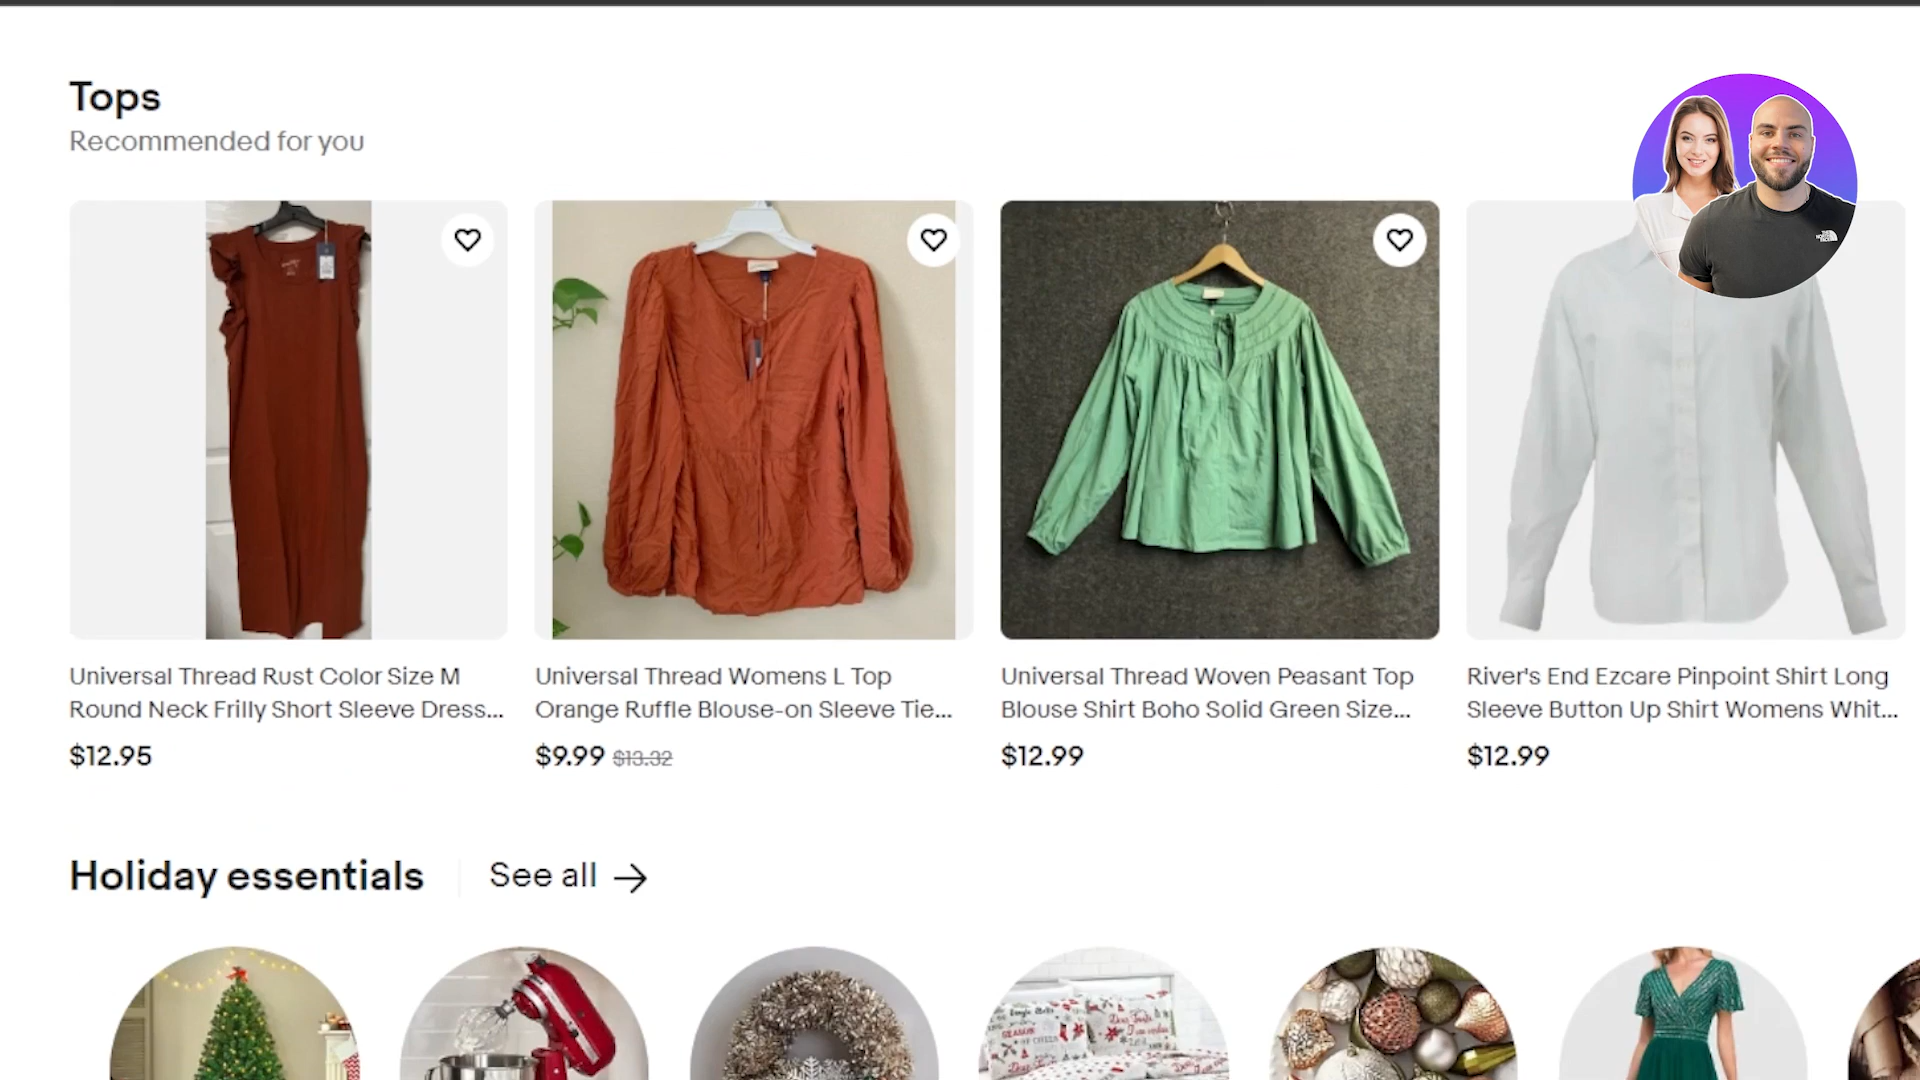 Tops
Recommended for you
THE
NORTH
FACE
Universal Thread Rust Color Size M
Round Neck Frilly Short Sleeve Dress...
$12.95
Universal Thread Womens L Top
Orange Ruffle Blouse-on Sleeve Tie...
$9.99 $13.32
Universal Thread Woven Peasant Top
Blouse Shirt Boho Solid Green Size...
$12.99
River's End Ezcare Pinpoint Shirt Long
Sleeve Button Up Shirt Womens Whit...
$12.99
Holiday essentials
See all